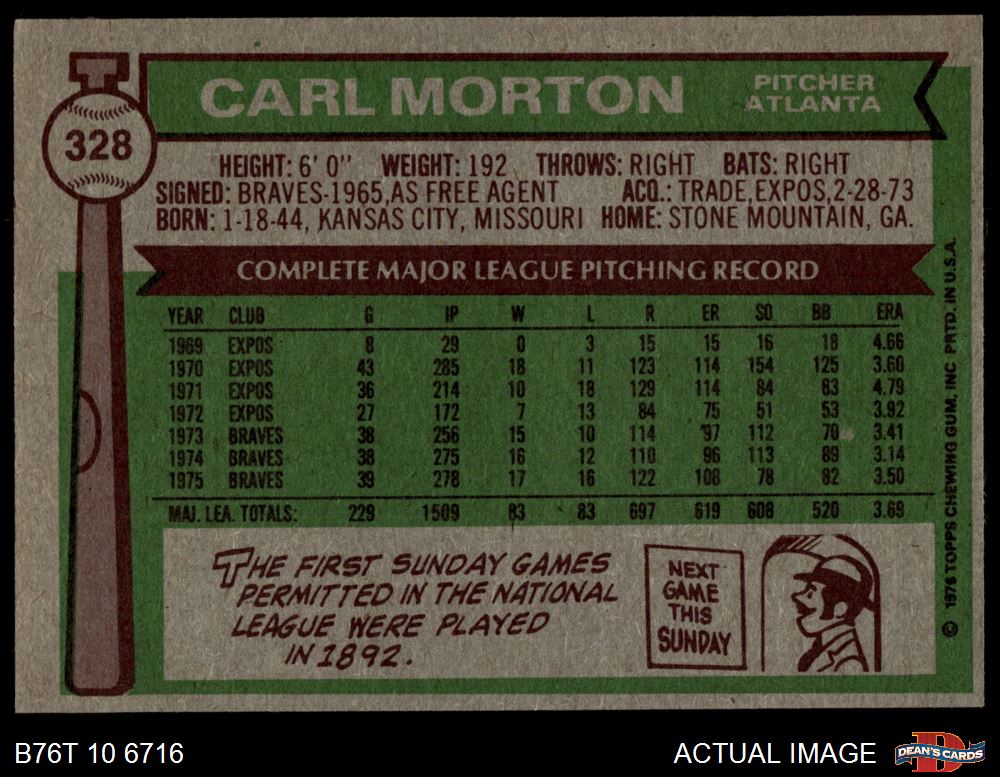 328
CARL MORTON
PITCHER
ATLANTA
HEIGHT: 6' 0" WEIGHT: 192 THROWS: RIGHT BATS: RIGHT
SIGNED: BRAVES-1965, AS FREE AGENT ACQ.: TRADE, EXPOS, 2-28-73
BORN: 1-18-44, KANSAS CITY, MISSOURI HOME: STONE MOUNTAIN, GA.
COMPLETE MAJOR LEAGUE PITCHING RECORD
YEAR CLUB G IP W L R ER SO BB ERA
1969 EXPOS 8 29 0 3 15 15 16 18 4.66
1970 EXPOS 43 285 18 11 123 114 154 125 3.60
1971 EXPOS 36 214 10 18 129 114 84 83 4.79
1972 EXPOS 27 172 7 13 84 75 51 53 3.92
1973 BRAVES 38 256 15 10 114 97 112 70 3.41
1974 BRAVES 38 275 16 12 110 96 113 89 3.14
1975 BRAVES 39 278 17 16 122 108 78 82 3.50
MAJ. LEA. TOTALS: 229 1509 83 83 697 619 608 520 3.69
THE FIRST SUNDAY GAMES
PERMITTED IN THE NATIONAL
LEAGUE WERE PLAYED
IN 1892.
NEXT
GAME
THIS
SUNDAY
© 1976 TOPPS CHEWING GUM, INC PRTD. IN U.S.A.
B76T 10 6716
ACTUAL IMAGE
DEAN'S CARDS